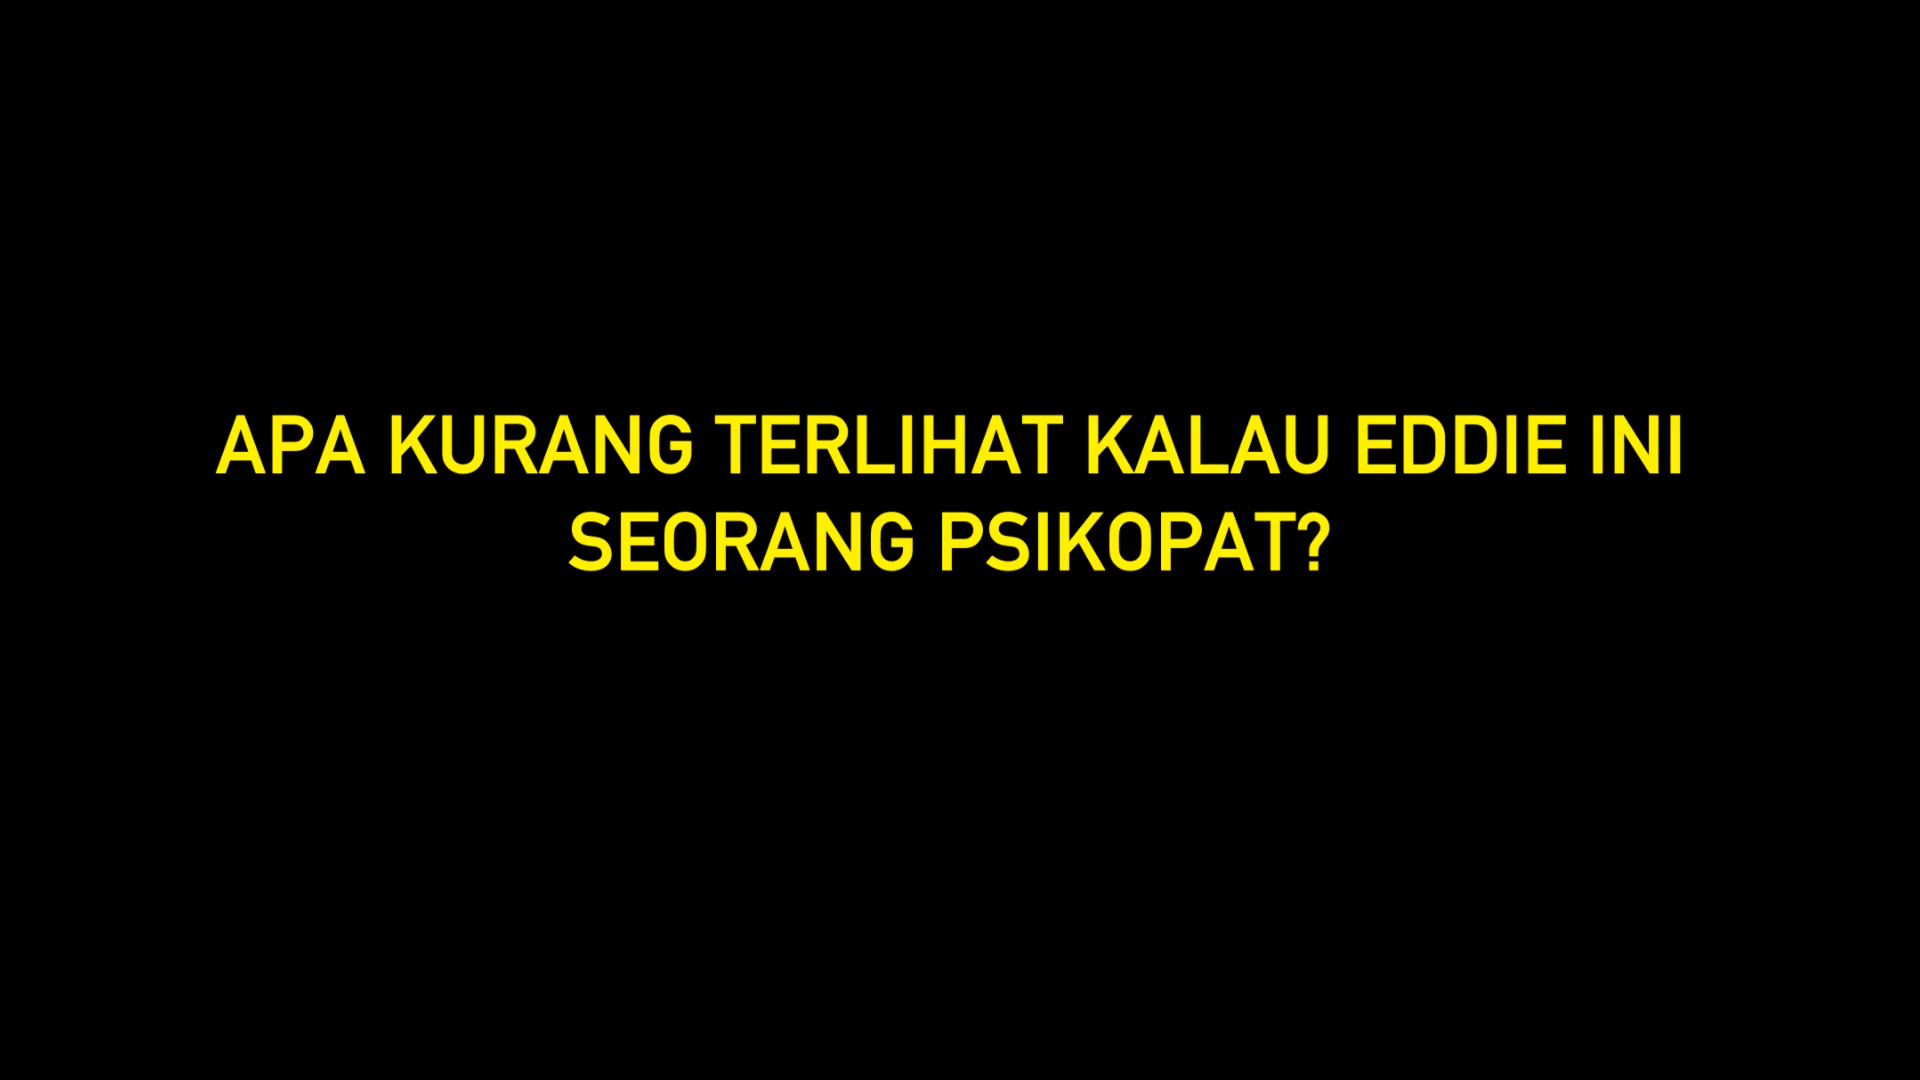 APA KURANG TERLIHAT KALAU EDDIE INI
SEORANG PSIKOPAT?